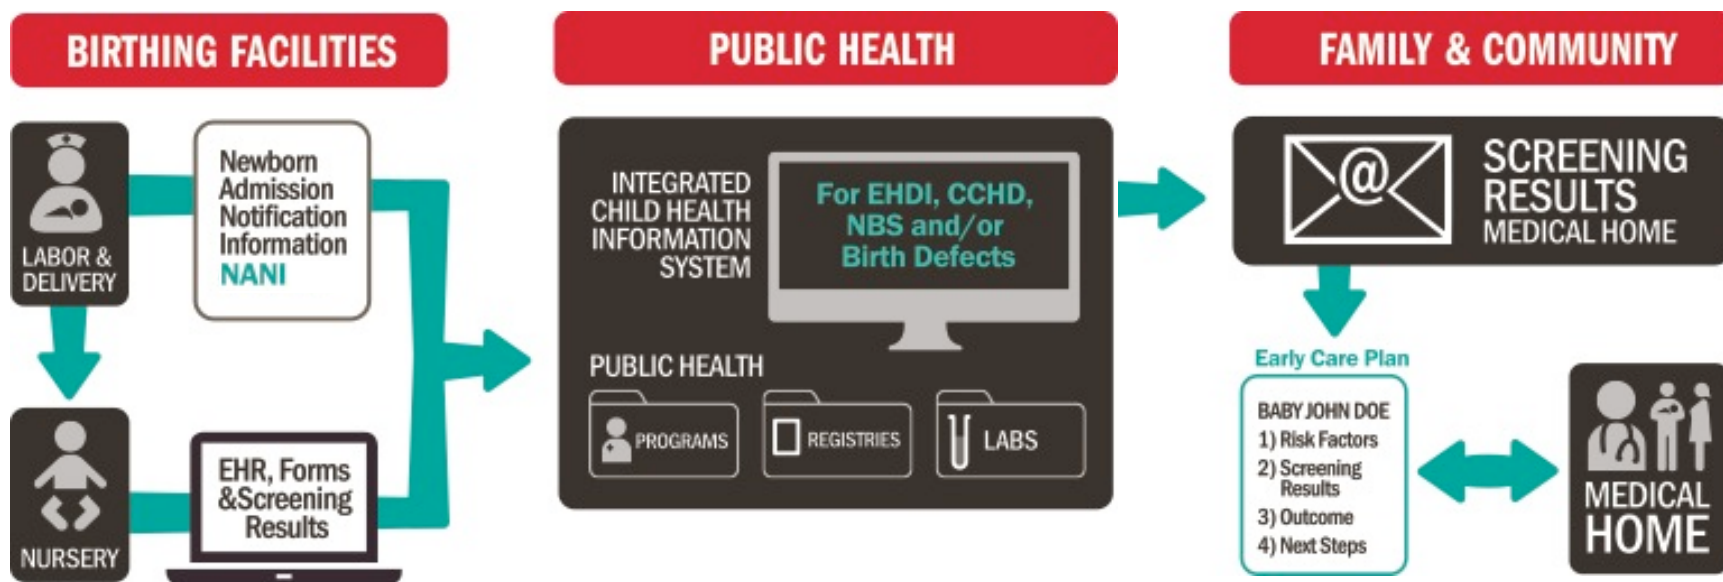 BIRTHING FACILITIES
LABOR &
DELIVERY
Newborn
Admission
Notification
Information
NANI
NURSERY
EHR, Forms
&Screening
Results
PUBLIC HEALTH
INTEGRATED
CHILD HEALTH
INFORMATION
SYSTEM
For EHDI, CCHD,
NBS and/or
Birth Defects
PUBLIC HEALTH
PROGRAMS
REGISTRIES
LABS
FAMILY & COMMUNITY
@
SCREENING
RESULTS
MEDICAL HOME
Early Care Plan
BABY JOHN DOE
1) Risk Factors
2) Screening
Results
3) Outcome
4) Next Steps
MEDICAL
HOME